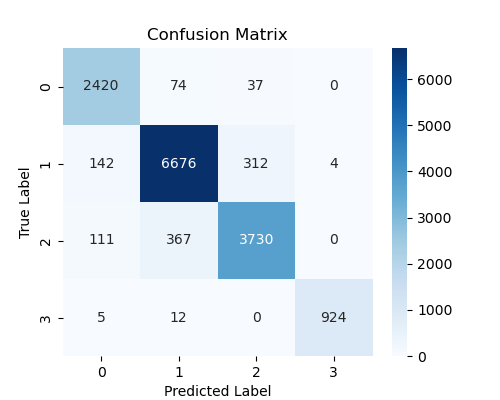 Confusion Matrix
True Label
0 2420 74 37 0
1 142 6676 312 4
2 111 367 3730 0
3 5 12 0 924
0 1 2 3
Predicted Label
6000
5000
4000
3000
2000
1000
0